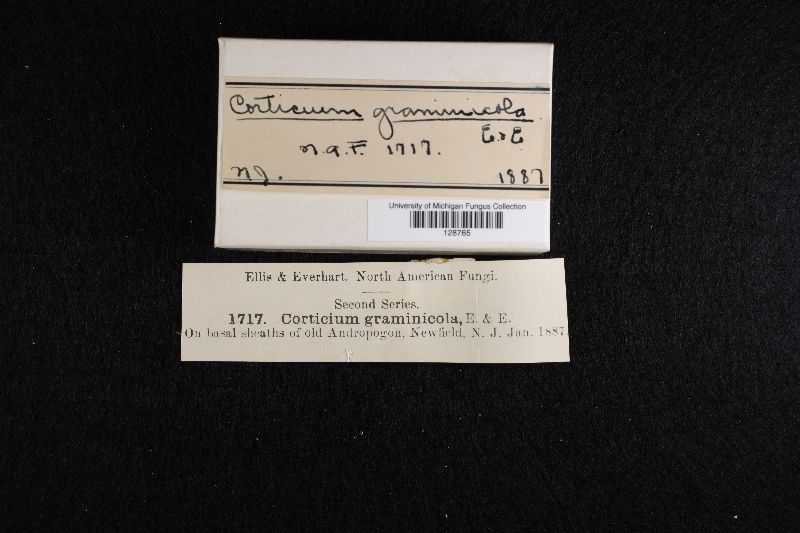 Corticium graminicola
E. & E
N.A.F. 1717.
N.J. 1887
University of Michigan Fungus Collection
128765
Ellis & Everhart. North American Fungi.
Second Series.
1717. Corticium graminicola, E. & E.
On basal sheaths of old Andropogon, Newfield, N. J. Jan. 1887